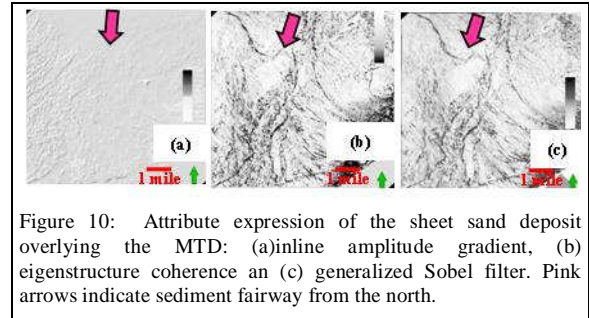 (a)
1 mile
(b)
1 mile
(c)
1 mile
Figure 10: Attribute expression of the sheet sand deposit
overlying the MTD: (a)inline amplitude gradient, (b)
eigenstructure coherence an (c) generalized Sobel filter. Pink
arrows indicate sediment fairway from the north.